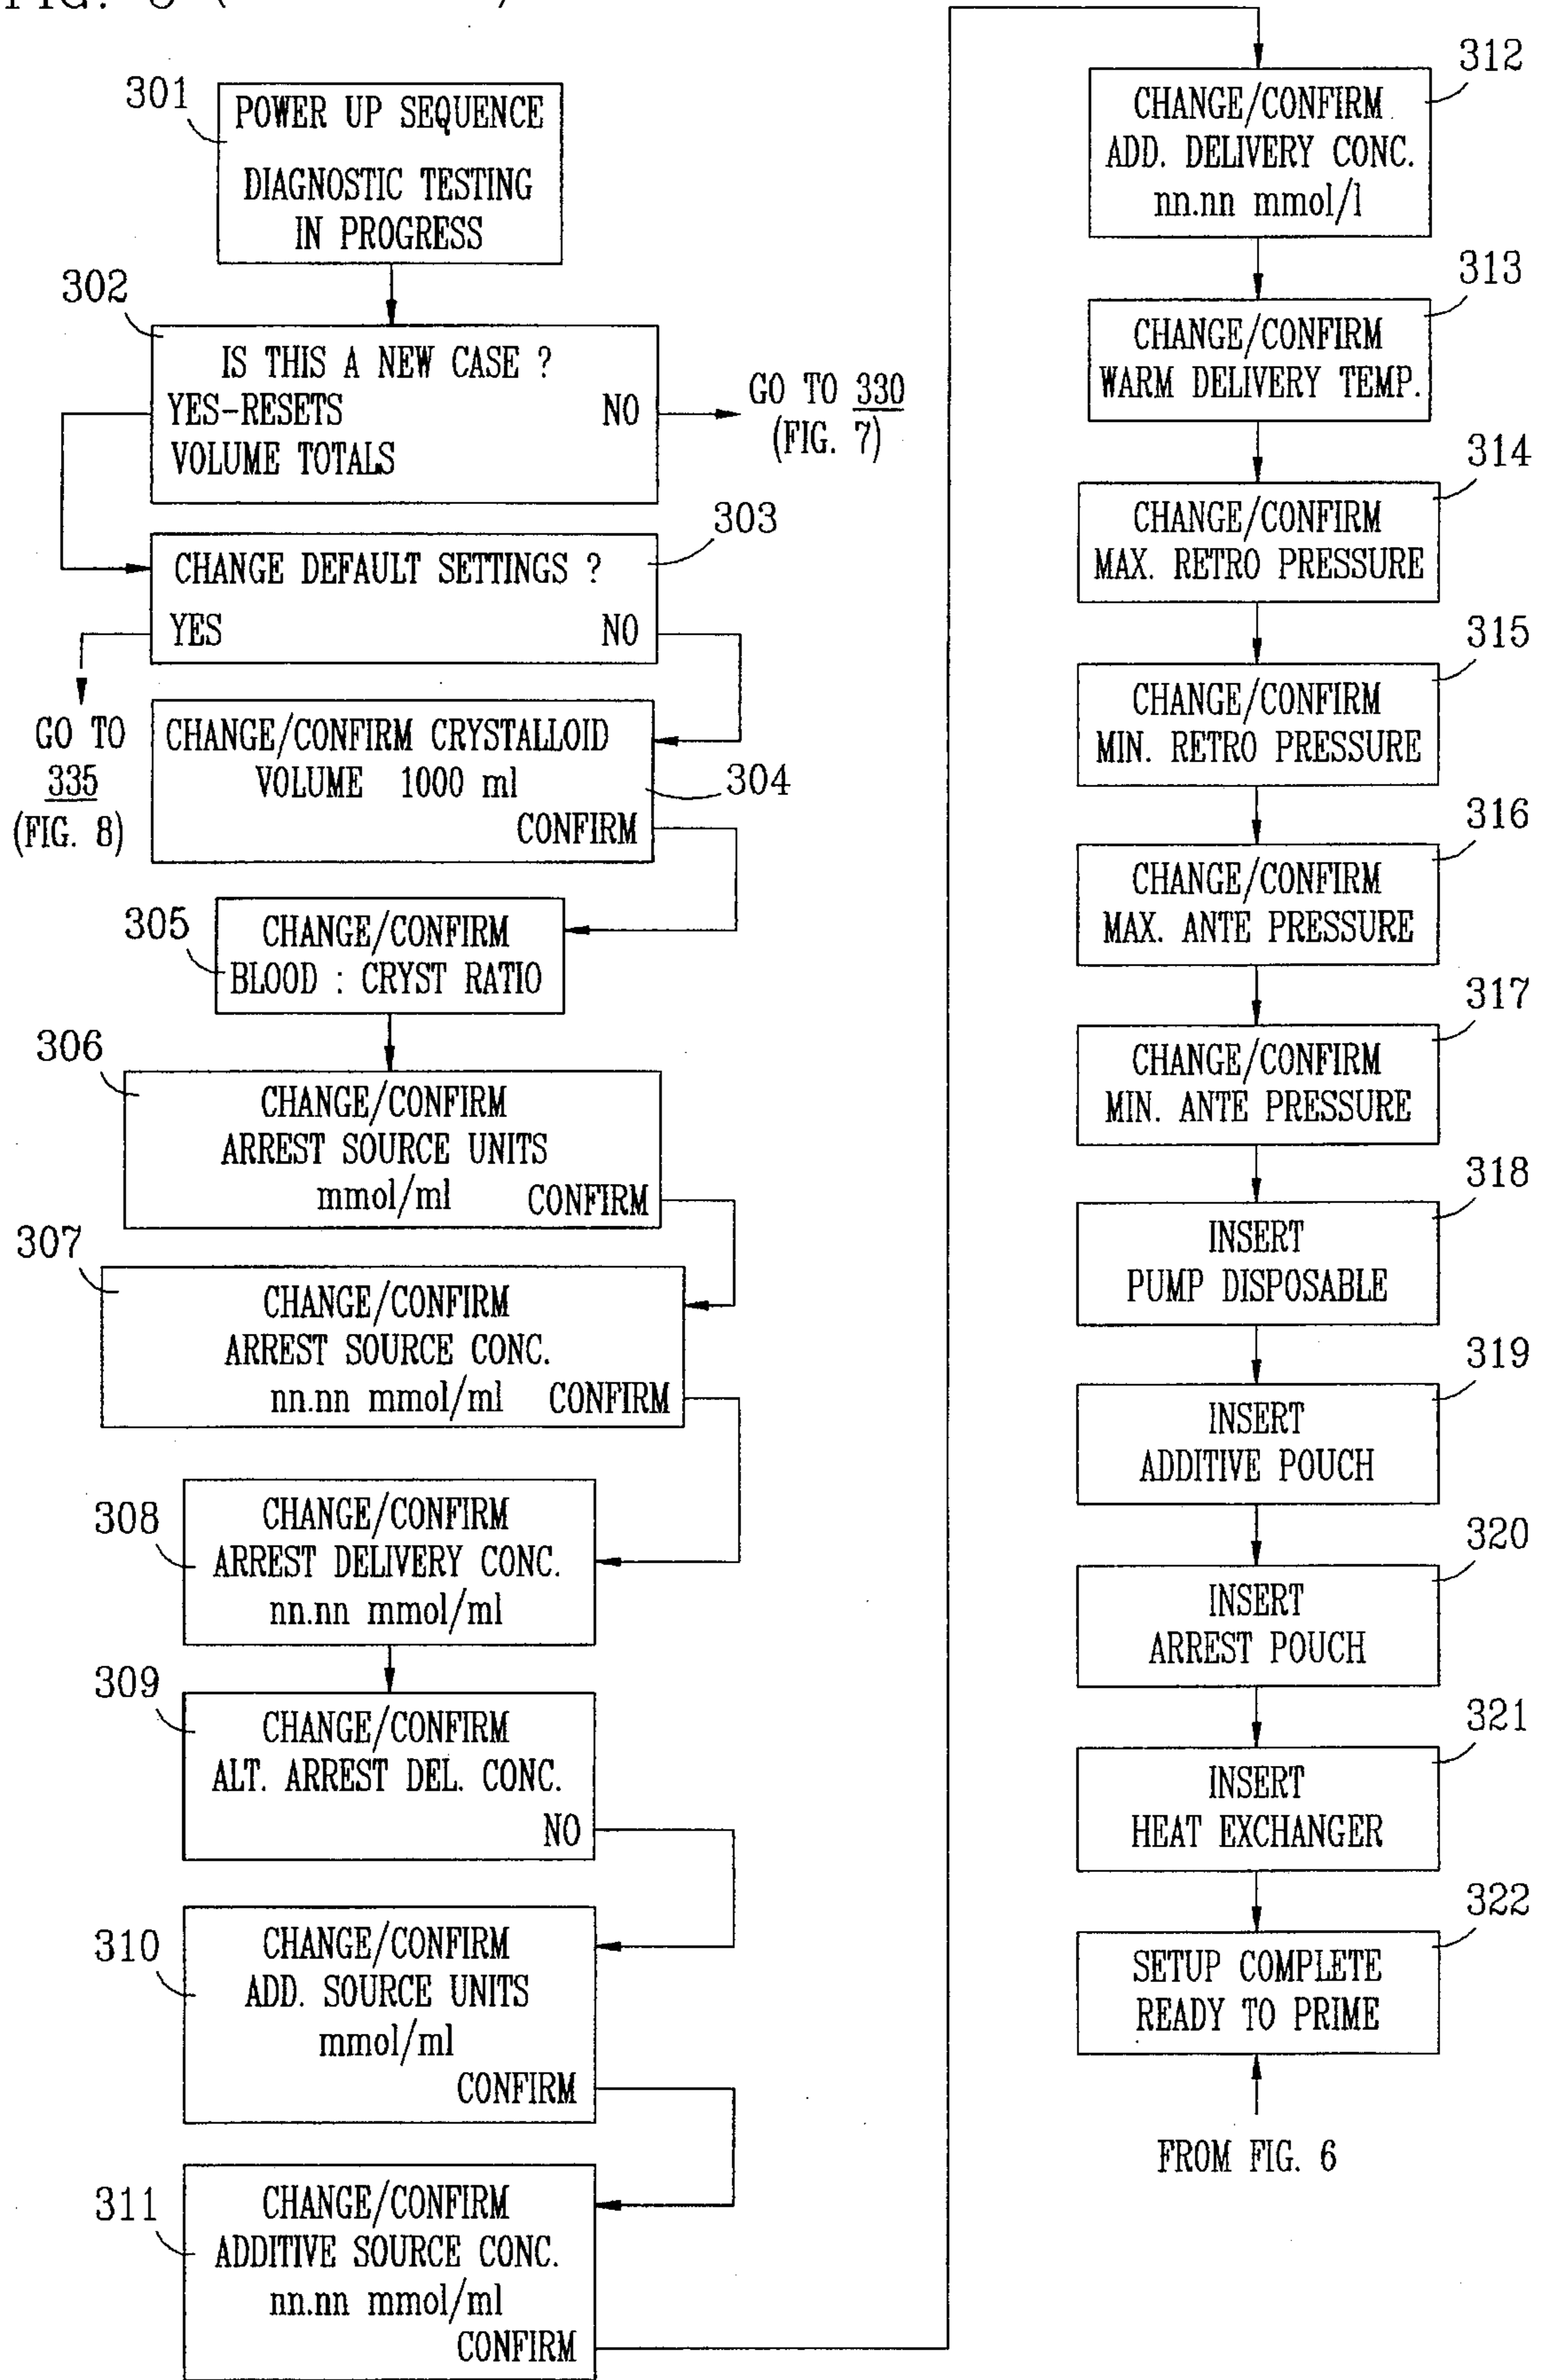 301
POWER UP SEQUENCE
DIAGNOSTIC TESTING
IN PROGRESS
302
IS THIS A NEW CASE ?
YES-RESETS NO
VOLUME TOTALS
GO TO 330
(FIG. 7)
303
CHANGE DEFAULT SETTINGS ?
YES NO
GO TO
335
(FIG. 8)
CHANGE/CONFIRM CRYSTALLOID
VOLUME 1000 ml
CONFIRM
304
305
CHANGE/CONFIRM
BLOOD : CRYST RATIO
306
CHANGE/CONFIRM
ARREST SOURCE UNITS
mmol/ml CONFIRM
307
CHANGE/CONFIRM
ARREST SOURCE CONC.
nn.nn mmol/ml CONFIRM
308
CHANGE/CONFIRM
ARREST DELIVERY CONC.
nn.nn mmol/ml
309
CHANGE/CONFIRM
ALT. ARREST DEL. CONC.
NO
310
CHANGE/CONFIRM
ADD. SOURCE UNITS
mmol/ml
CONFIRM
311
CHANGE/CONFIRM
ADDITIVE SOURCE CONC.
nn.nn mmol/ml
CONFIRM
312
CHANGE/CONFIRM
ADD. DELIVERY CONC.
nn.nn mmol/l
313
CHANGE/CONFIRM
WARM DELIVERY TEMP.
314
CHANGE/CONFIRM
MAX. RETRO PRESSURE
315
CHANGE/CONFIRM
MIN. RETRO PRESSURE
316
CHANGE/CONFIRM
MAX. ANTE PRESSURE
317
CHANGE/CONFIRM
MIN. ANTE PRESSURE
318
INSERT
PUMP DISPOSABLE
319
INSERT
ADDITIVE POUCH
320
INSERT
ARREST POUCH
321
INSERT
HEAT EXCHANGER
322
SETUP COMPLETE
READY TO PRIME
FROM FIG. 6